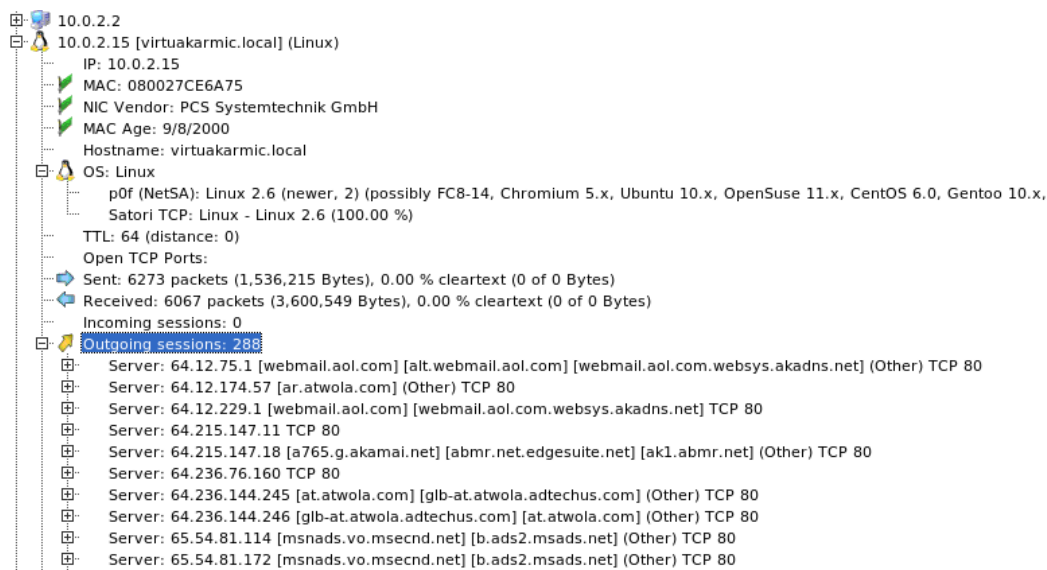 10.0.2.2
10.0.2.15 [virtuakarmic.local] (Linux)
IP: 10.0.2.15
MAC: 080027CE6A75
NIC Vendor: PCS Systemtechnik GmbH
MAC Age: 9/8/2000
Hostname: virtuakarmic.local
OS: Linux
p0f (NetSA): Linux 2.6 (newer, 2) (possibly FC8-14, Chromium 5.x, Ubuntu 10.x, OpenSuse 11.x, CentOS 6.0, Gentoo 10.x,
Satori TCP: Linux - Linux 2.6 (100.00 %)
TTL: 64 (distance: 0)
Open TCP Ports:
Sent: 6273 packets (1,536,215 Bytes), 0.00 % cleartext (0 of 0 Bytes)
Received: 6067 packets (3,600,549 Bytes), 0.00 % cleartext (0 of 0 Bytes)
Incoming sessions: 0
Outgoing sessions: 288
Server: 64.12.75.1 [webmail.aol.com] [alt.webmail.aol.com] [webmail.aol.com.websys.akadns.net] (Other) TCP 80
Server: 64.12.174.57 [ar.atwola.com] (Other) TCP 80
Server: 64.12.229.1 [webmail.aol.com] [webmail.aol.com.websys.akadns.net] TCP 80
Server: 64.215.147.11 TCP 80
Server: 64.215.147.18 [a765.g.akamai.net] [abmr.net.edgesuite.net] [ak1.abmr.net] (Other) TCP 80
Server: 64.236.76.160 TCP 80
Server: 64.236.144.245 [at.atwola.com] [glb-at.atwola.adtechus.com] (Other) TCP 80
Server: 64.236.144.246 [glb-at.atwola.adtechus.com] [at.atwola.com] (Other) TCP 80
Server: 65.54.81.114 [msnads.vo.msecnd.net] [b.ads2.msads.net] (Other) TCP 80
Server: 65.54.81.172 [msnads.vo.msecnd.net] [b.ads2.msads.net] (Other) TCP 80